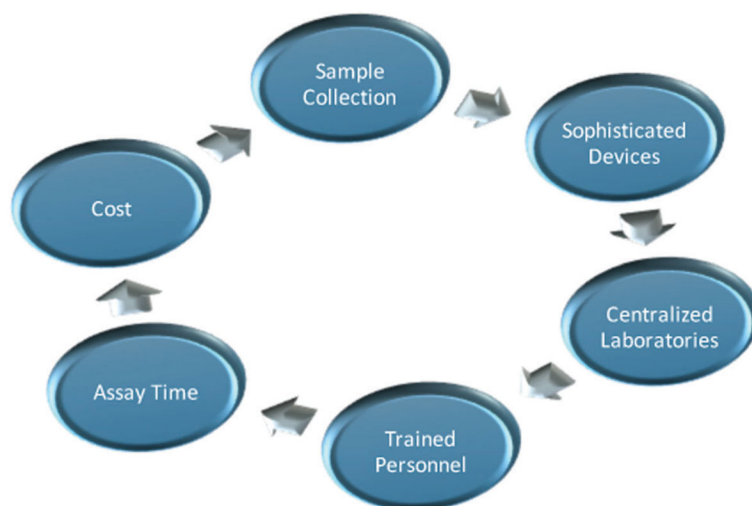 Sample
Collection
Sophisticated
Devices
Centralized
Laboratories
Trained
Personnel
Assay Time
Cost